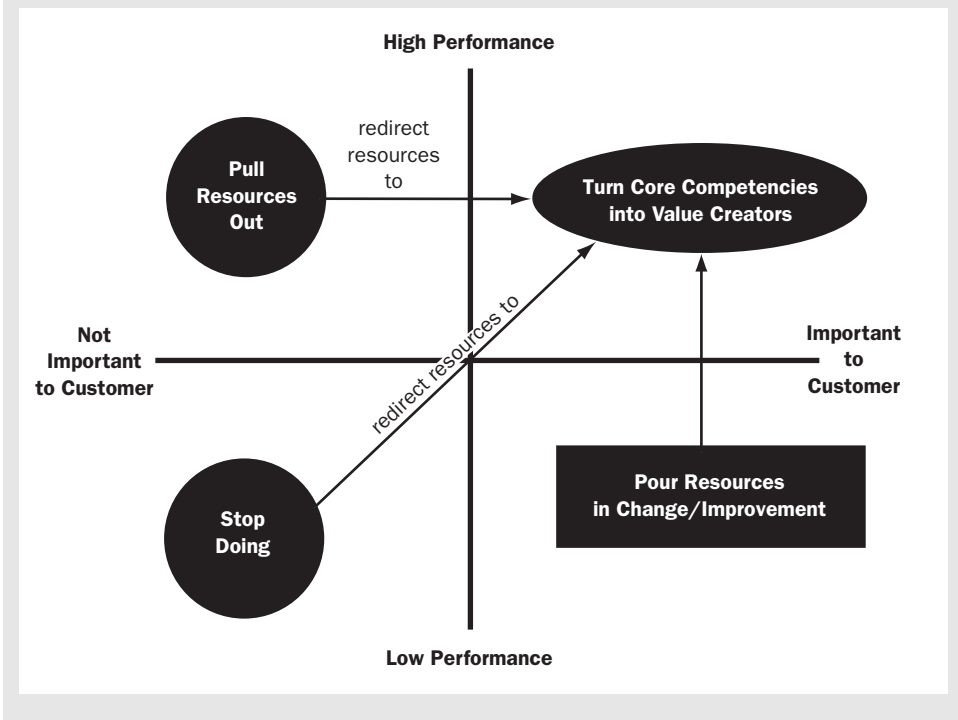 High Performance
redirect
resources
to
Pull
Resources
Out
Turn Core Competencies
into Value Creators
redirect resources to
Not
Important
to Customer
Important
to
Customer
Stop
Doing
Pour Resources
in Change/Improvement
Low Performance